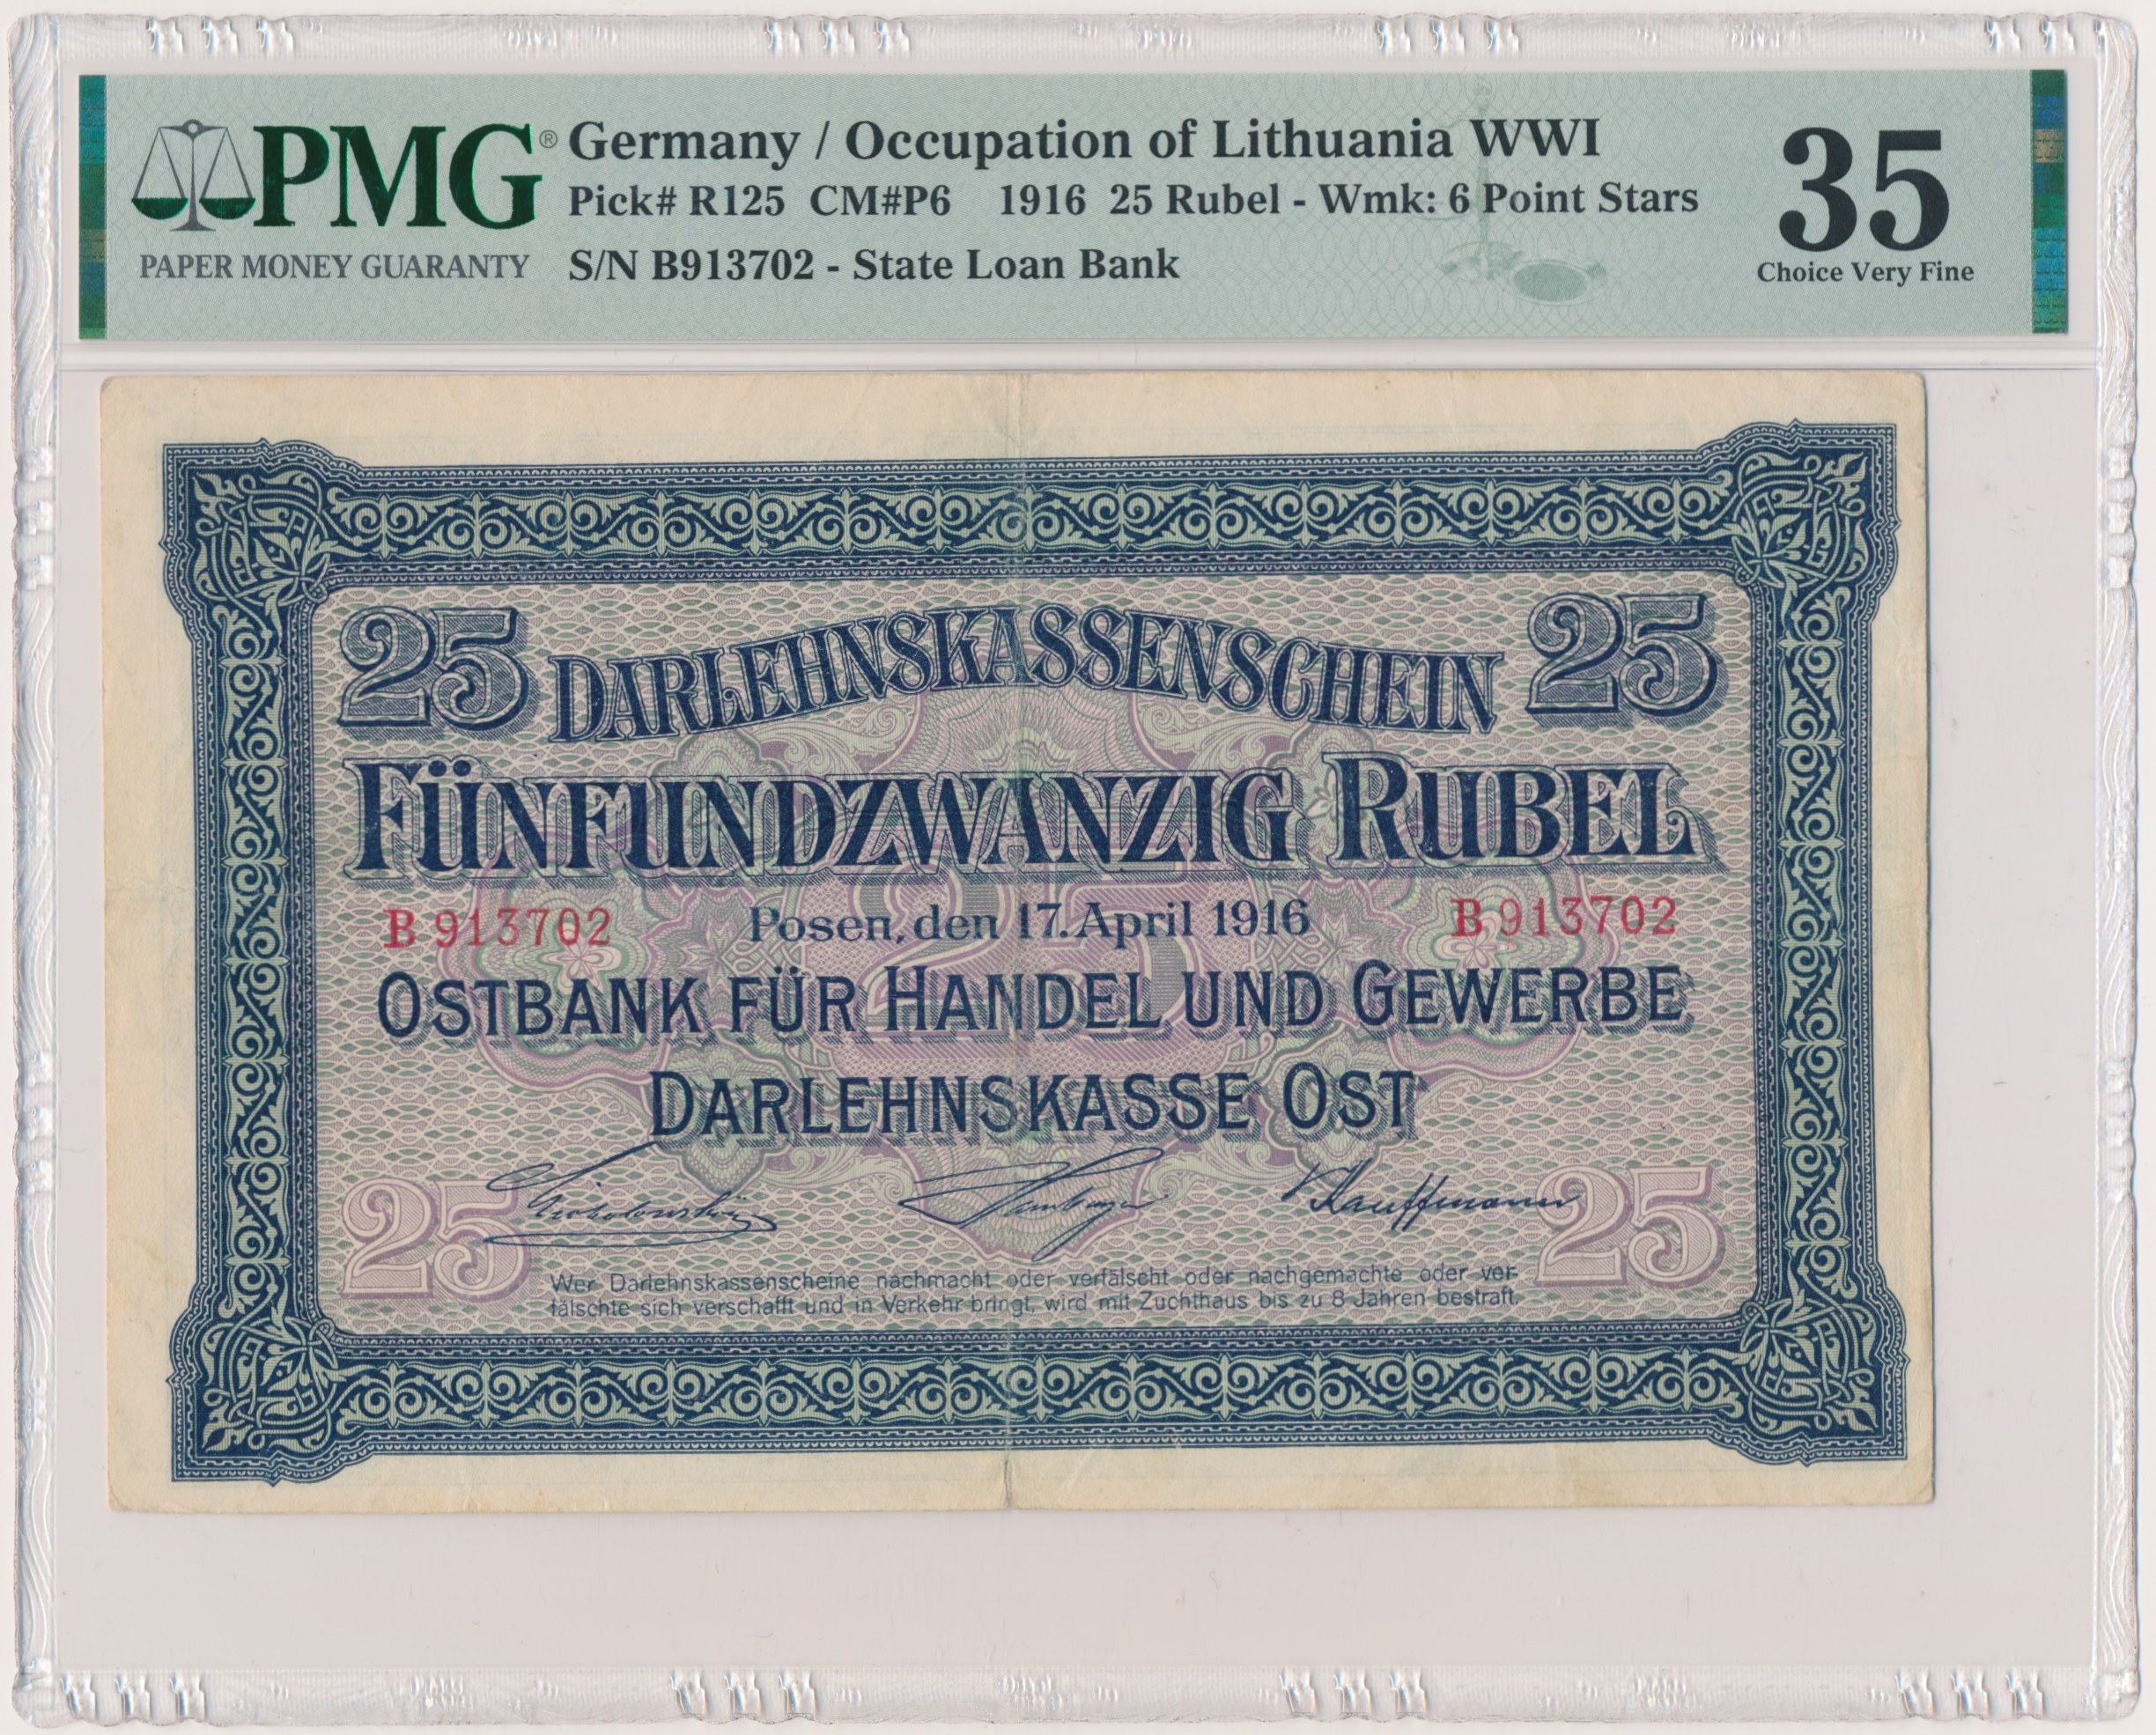 PMG®
PAPER MONEY GUARANTY
Germany / Occupation of Lithuania WWI
Pick# R125 CM#P6 1916 25 Rubel - Wmk: 6 Point Stars
S/N B913702 - State Loan Bank
35
Choice Very Fine
25 DARLEHNSKASSENSCHEIN 25
FÜNFUNDZWANZIG RUBEL
B 913702 Posen, den 17. April 1916 B 913702
25
OSTBANK FÜR HANDEL UND GEWERBE
DARLEHNSKASSE OST
Kauffmann
25 25
Wer Darlehnskassenscheine nachmacht oder verfälscht oder nachgemachte oder ver-
fälschte sich verschafft und in Verkehr bringt, wird mit Zuchthaus bis zu 8 Jahren bestraft.